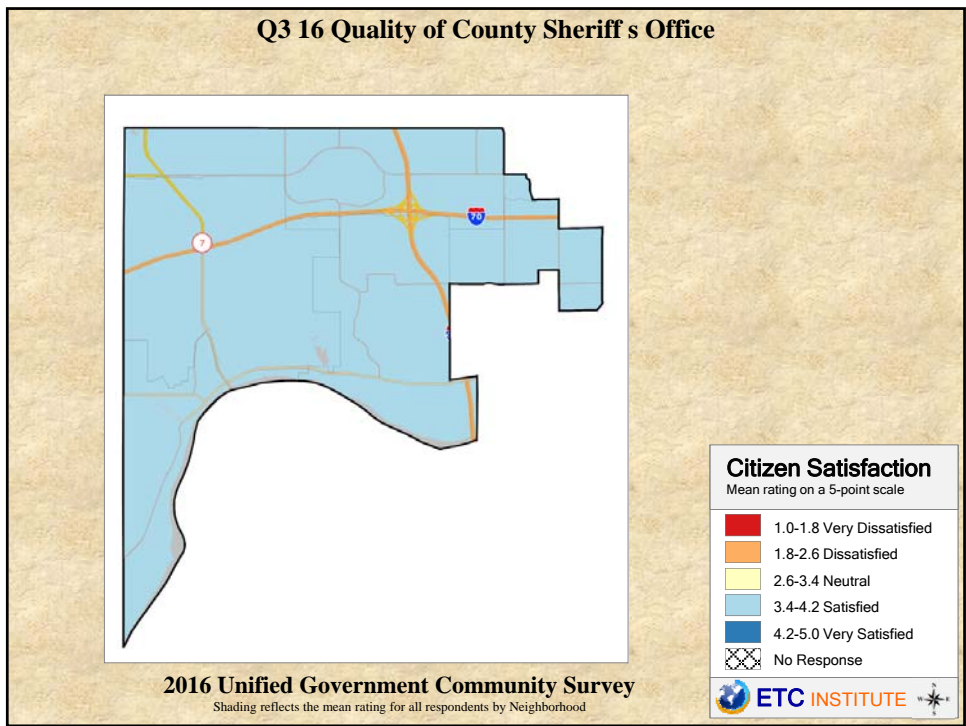 Q3 16 Quality of County Sheriff s Office
70
7
Citizen Satisfaction
Mean rating on a 5-point scale
1.0-1.8 Very Dissatisfied
1.8-2.6 Dissatisfied
2.6-3.4 Neutral
3.4-4.2 Satisfied
4.2-5.0 Very Satisfied
No Response
ETC INSTITUTE
2016 Unified Government Community Survey
Shading reflects the mean rating for all respondents by Neighborhood